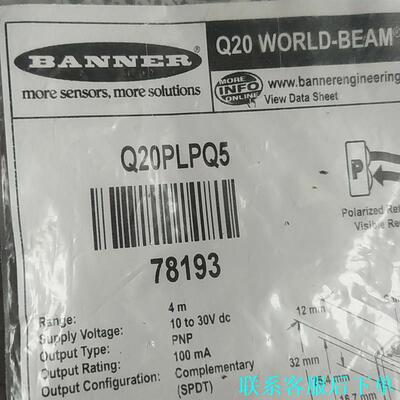 BANNER®
more sensors, more solutions
Q20 WORLD-BEAM®
MORE INFO ONLINE
www.bannerengineering
View Data Sheet
Q20PLPQ5
78193
P
Polarized Ret
Visible Re
Range: 4 m
Supply Voltage: 10 to 30V dc
Output Type: PNP
Output Rating: 100 mA
Output Configuration: Complementary (SPDT)
12 mm
32 mm
联系客服后下单